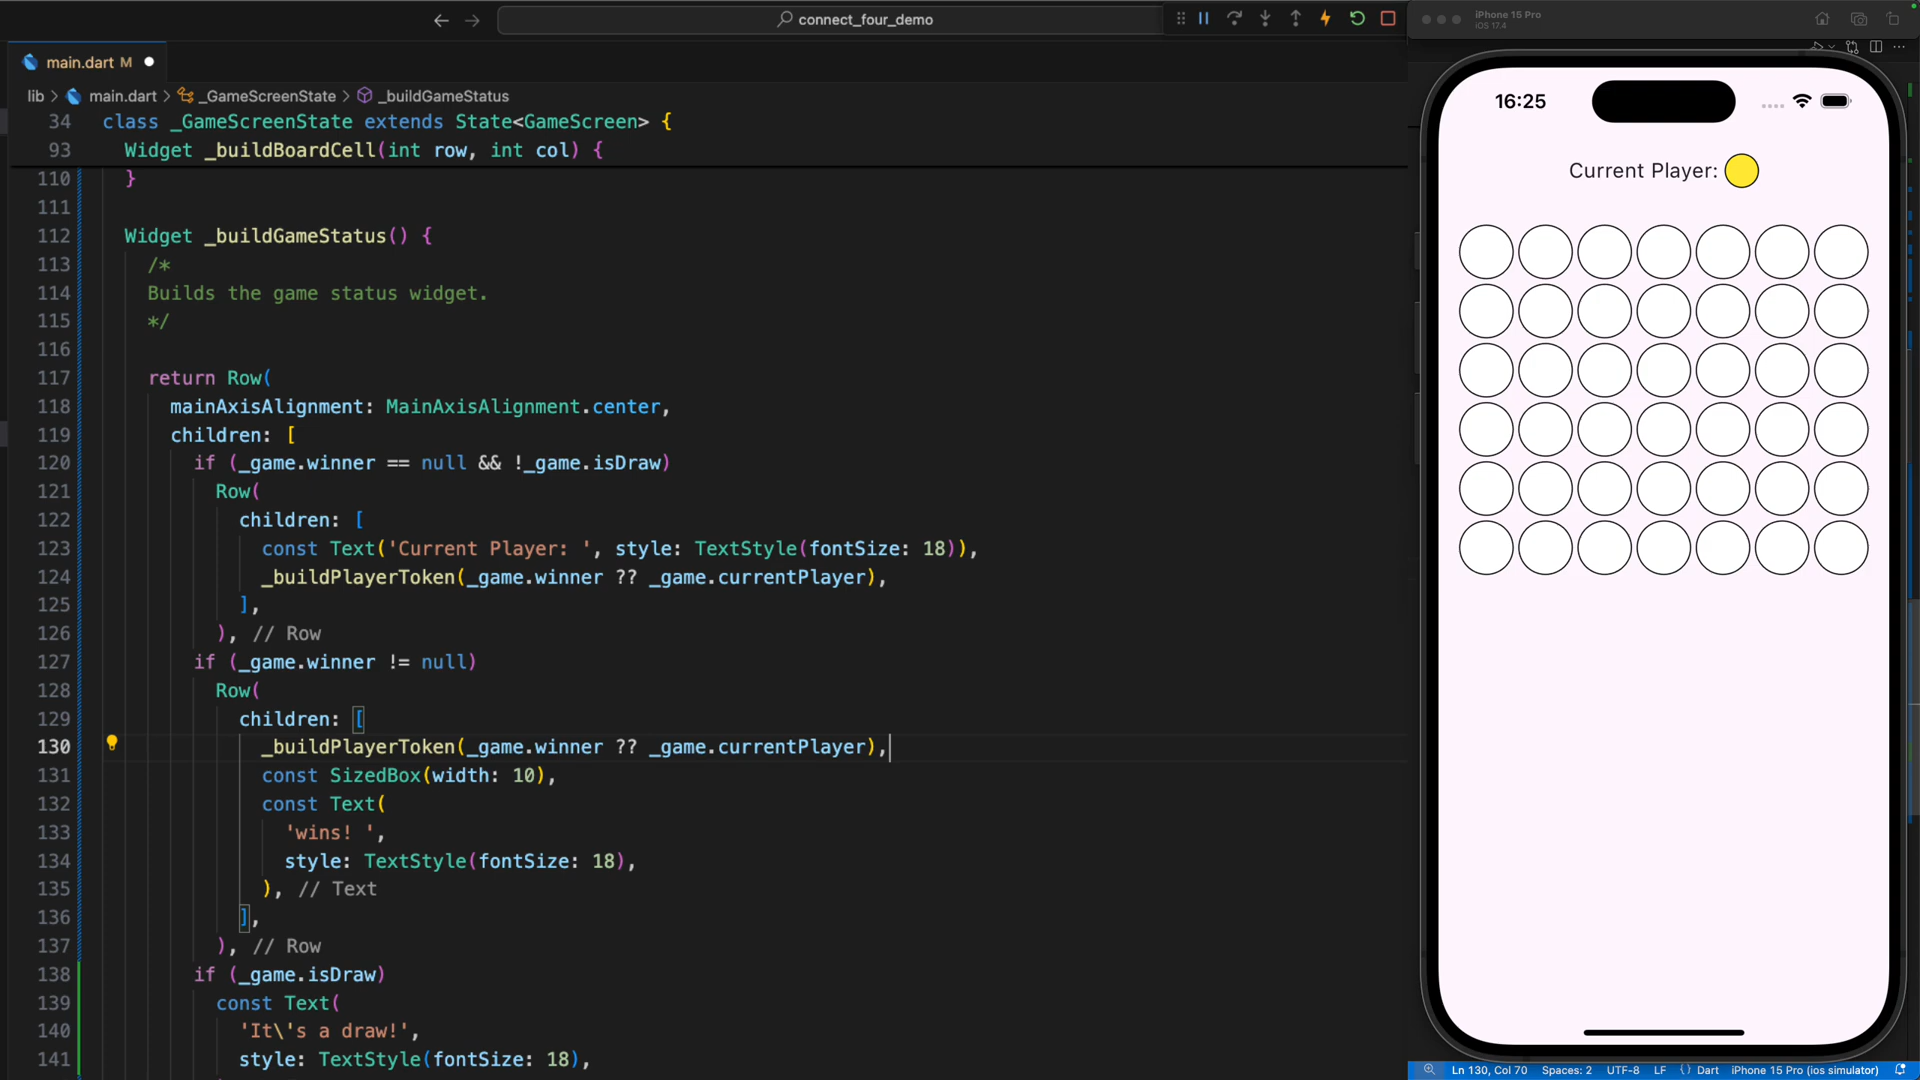 connect_four_demo
iPhone 15 Pro
iOS 17.4
main.dart M
lib > main.dart > _GameScreenState > _buildGameStatus
34 class _GameScreenState extends State<GameScreen> {
93 Widget _buildBoardCell(int row, int col) {
110 }
111
112 Widget _buildGameStatus() {
113 /*
114 Builds the game status widget.
115 */
116
117 return Row(
118 mainAxisAlignment: MainAxisAlignment.center,
119 children: [
120 if (_game.winner == null && !_game.isDraw)
121 Row(
122 children: [
123 const Text('Current Player: ', style: TextStyle(fontSize: 18)),
124 _buildPlayerToken(_game.winner ?? _game.currentPlayer),
125 ],
126 ), // Row
127 if (_game.winner != null)
128 Row(
129 children: [
130 _buildPlayerToken(_game.winner ?? _game.currentPlayer),
131 const SizedBox(width: 10),
132 const Text(
133 'wins! ',
134 style: TextStyle(fontSize: 18),
135 ), // Text
136 ],
137 ), // Row
138 if (_game.isDraw)
139 const Text(
140 'It\'s a draw!',
141 style: TextStyle(fontSize: 18),
16:25
Current Player:
Ln 130, Col 70 Spaces: 2 UTF-8 LF {} Dart iPhone 15 Pro (ios simulator)